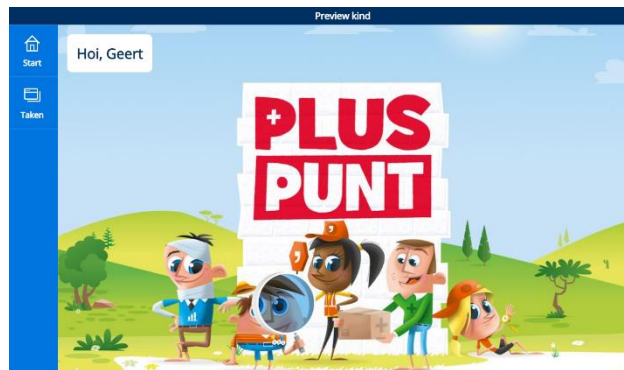 Preview kind
Start
Hoi, Geert
Taken
PLUS
PUNT